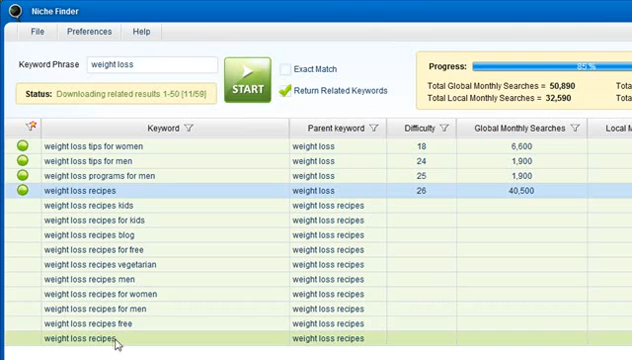 Niche Finder
File Preferences Help
Keyword Phrase weight loss START Exact Match Return Related Keywords
Status: Downloading related results 1-50 [11/59]
Progress: 85 %
Total Global Monthly Searches = 50,890
Total Local Monthly Searches = 32,590
Keyword Parent keyword Difficulty Global Monthly Searches Local M
weight loss tips for women weight loss 18 6,600
weight loss tips for men weight loss 24 1,900
weight loss programs for men weight loss 25 1,900
weight loss recipes weight loss 26 40,500
weight loss recipes kids weight loss recipes
weight loss recipes for kids weight loss recipes
weight loss recipes blog weight loss recipes
weight loss recipes for free weight loss recipes
weight loss recipes vegetarian weight loss recipes
weight loss recipes men weight loss recipes
weight loss recipes for women weight loss recipes
weight loss recipes for men weight loss recipes
weight loss recipes free weight loss recipes
weight loss recipes weight loss recipes